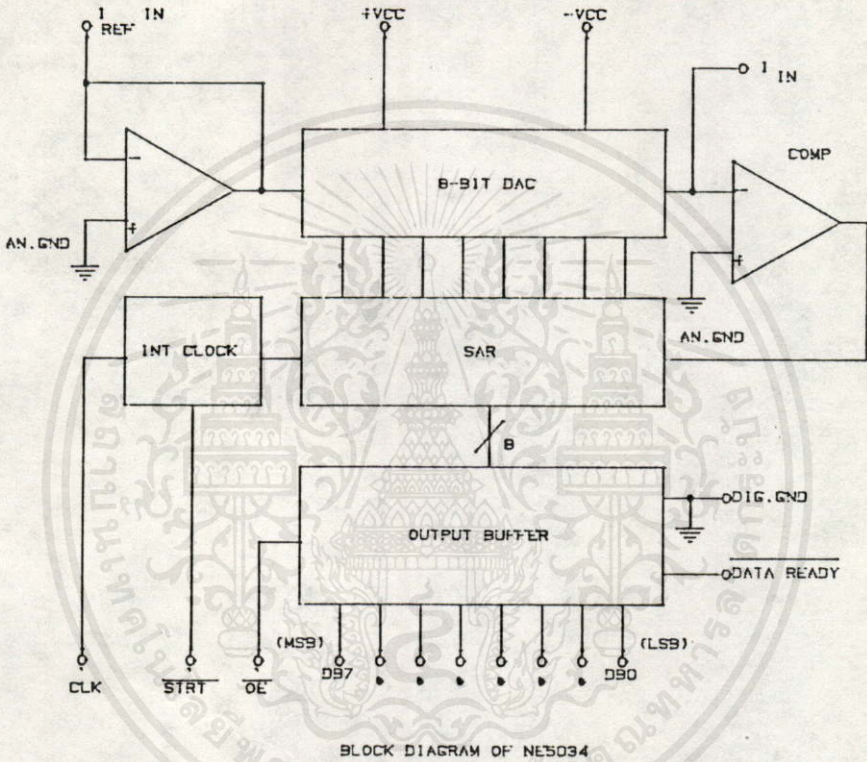 I REF IN
+VCC
-VCC
I IN
COMP
8-BIT DAC
AN.GND
INT CLOCK
SAR
AN.GND
8
OUTPUT BUFFER
DIG.GND
DATA READY
(MSB)
(LSB)
DB7
DB0
CLK
STRT
OE
BLOCK DIAGRAM OF NE5034